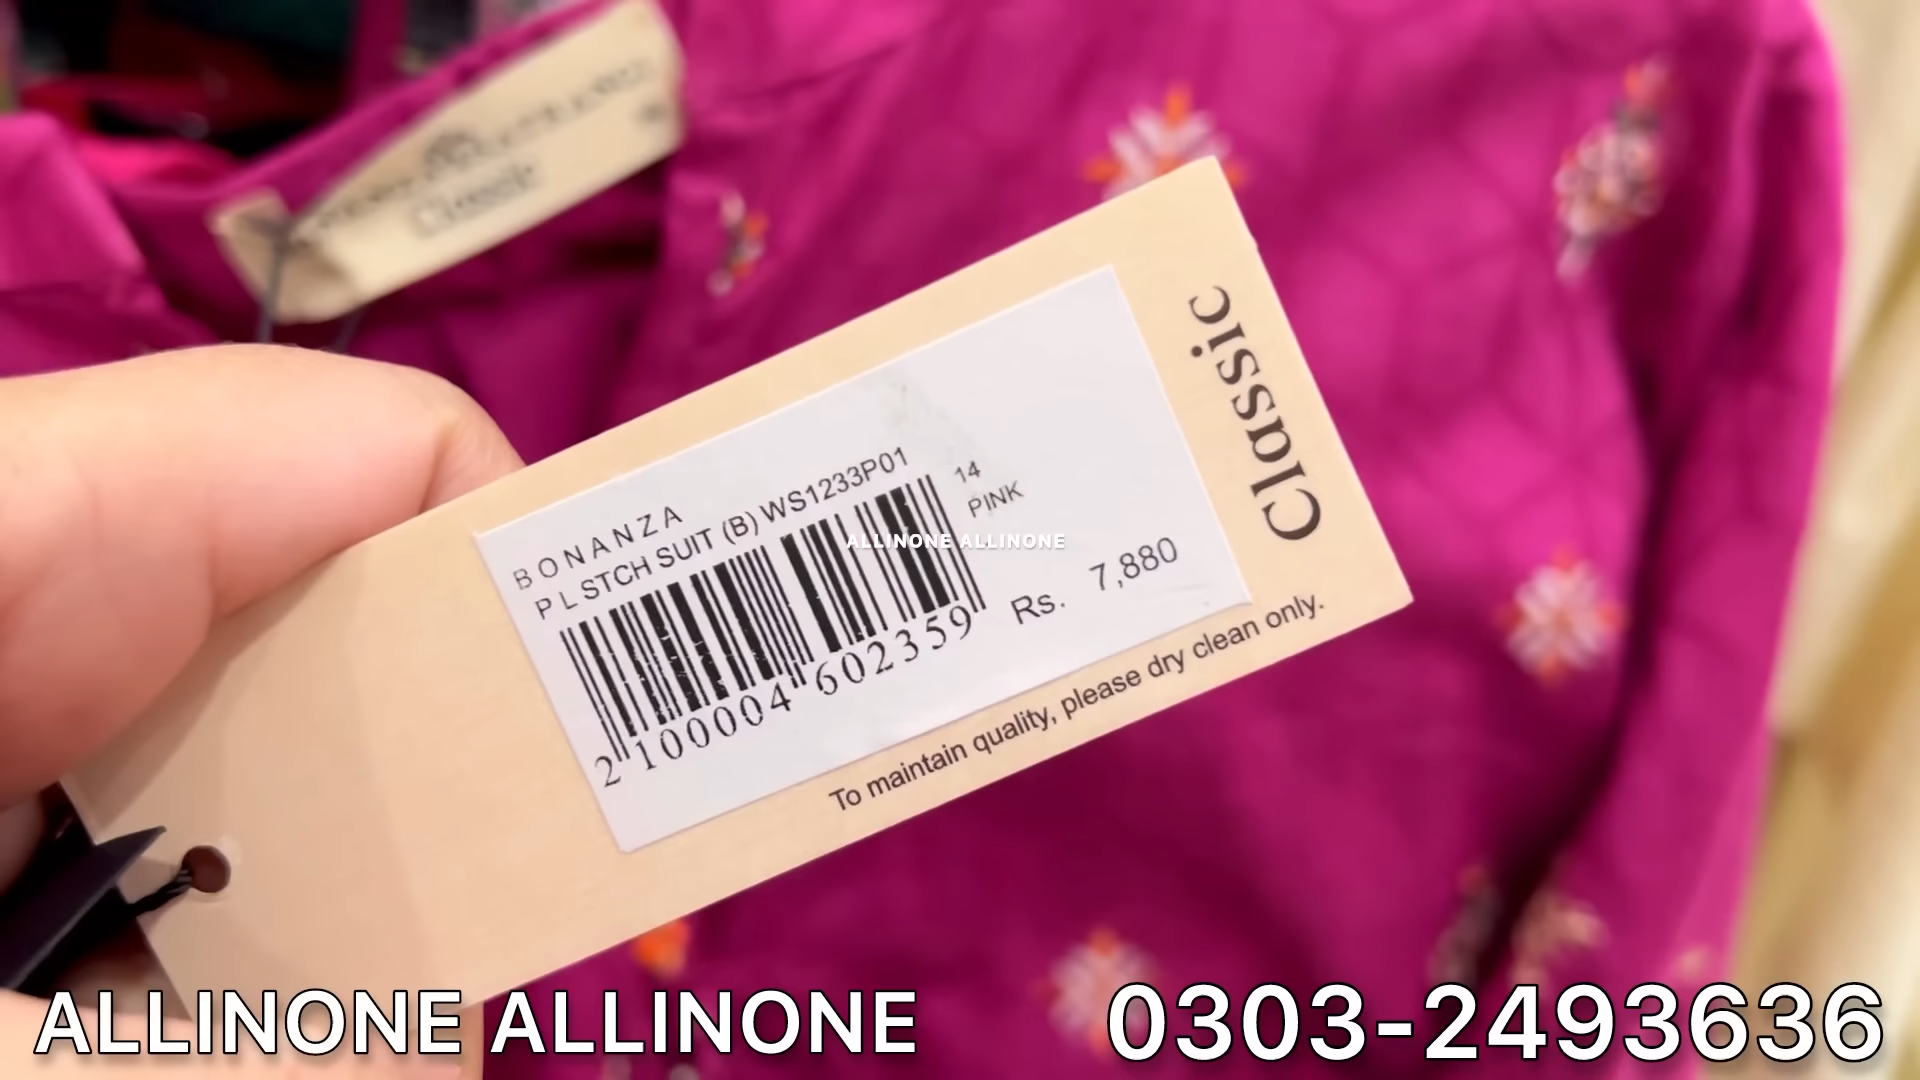 Classic
Classic
BONANZA
P L STCH SUIT (B) WS1233P01
14
PINK
2 100004 602359
Rs. 7,880
To maintain quality, please dry clean only.
ALLINONE ALLINONE
ALLINONE ALLINONE
0303-2493636